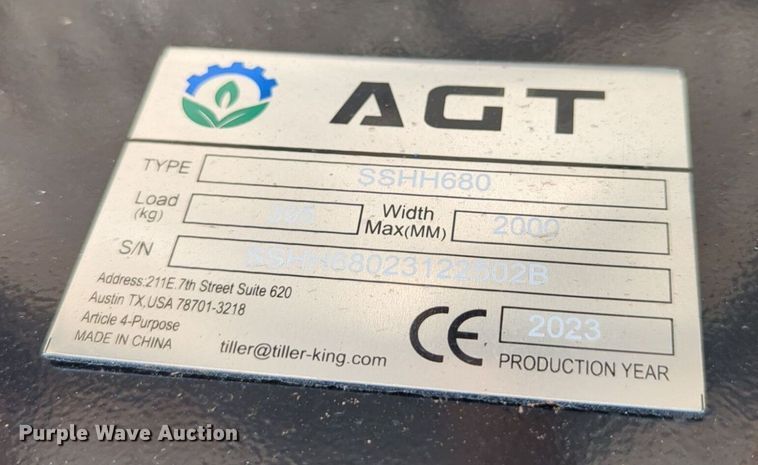 AGT
TYPE SSHH680
Load (kg) Width Max(MM) 2000
S/N SSHH68023122502B
Address:211E.7th Street Suite 620
Austin TX,USA 78701-3218
Article 4-Purpose
MADE IN CHINA
tiller@tiller-king.com
CE
2023
PRODUCTION YEAR
Purple Wave Auction